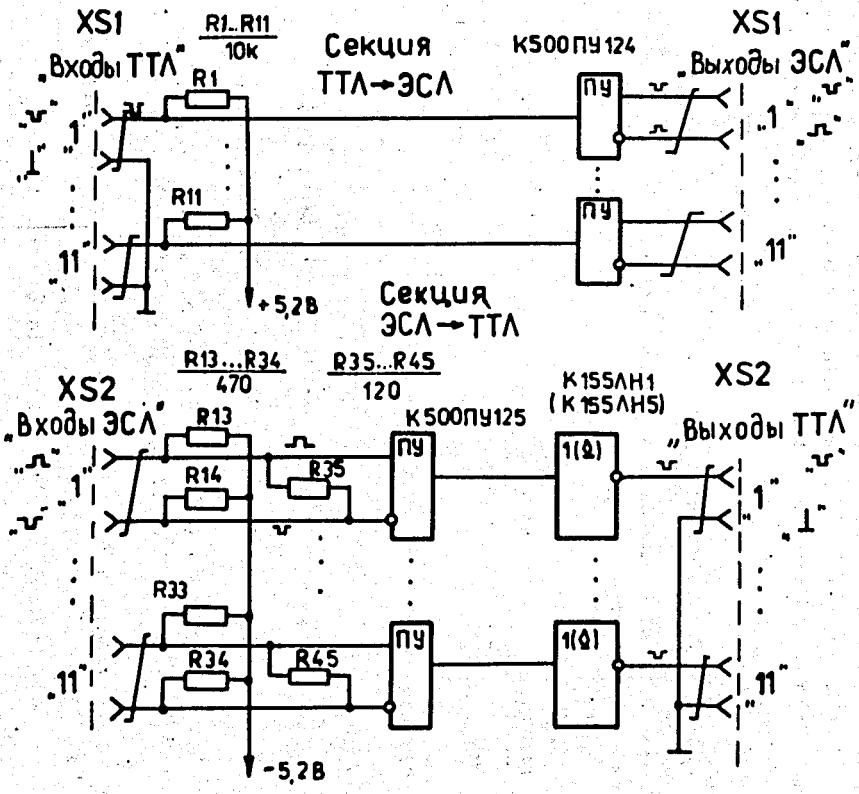 XS1
„Входы ТТЛ"
R1...R11
10к
Секция
ТТЛ→ЭСЛ
К500ПУ124
XS1
„Выходы ЭСЛ"
R1
ПУ
„1"
„1"
„⊥"
R11
ПУ
„11"
„11"
+5,2В
Секция
ЭСЛ→ТТЛ
XS2
„Входы ЭСЛ"
R13...R34
470
R35...R45
120
К500ПУ125
К155ЛН1
(К155ЛН5)
XS2
„Выходы ТТЛ"
R13
ПУ
1(◊)
R35
„1"
R14
„1"
„⊥"
R33
ПУ
1(◊)
R34
R45
„11"
„11"
-5,2В